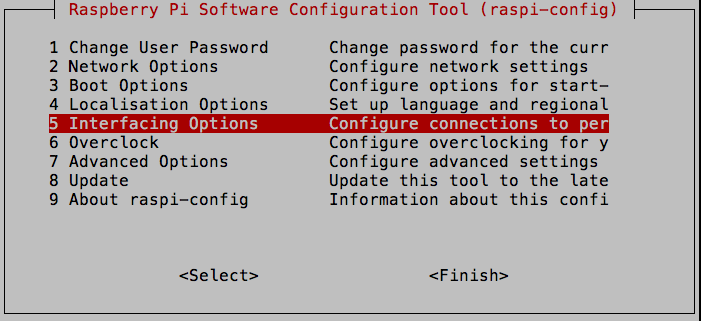 Raspberry Pi Software Configuration Tool (raspi-config)
1 Change User Password Change password for the curr
2 Network Options Configure network settings
3 Boot Options Configure options for start-
4 Localisation Options Set up language and regional
5 Interfacing Options Configure connections to per
6 Overclock Configure overclocking for y
7 Advanced Options Configure advanced settings
8 Update Update this tool to the late
9 About raspi-config Information about this confi
<Select> <Finish>